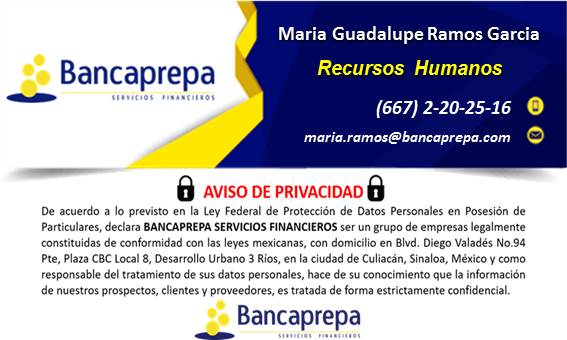 Bancaprepa
SERVICIOS FINANCIEROS
Maria Guadalupe Ramos Garcia
Recursos Humanos
(667) 2-20-25-16
maria.ramos@bancaprepa.com
AVISO DE PRIVACIDAD
De acuerdo a lo previsto en la Ley Federal de Protección de Datos Personales en Posesión de
Particulares, declara BANCAPREPA SERVICIOS FINANCIEROS ser un grupo de empresas legalmente
constituidas de conformidad con las leyes mexicanas, con domicilio en Blvd. Diego Valadés No.94
Pte, Plaza CBC Local 8, Desarrollo Urbano 3 Ríos, en la ciudad de Culiacán, Sinaloa, México y como
responsable del tratamiento de sus datos personales, hace de su conocimiento que la información
de nuestros prospectos, clientes y proveedores, es tratada de forma estrictamente confidencial.
Bancaprepa
SERVICIOS FINANCIEROS